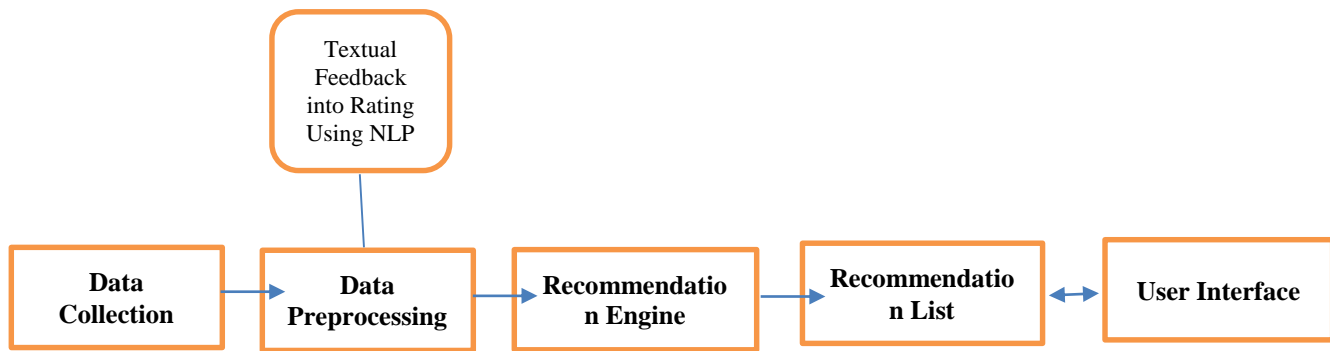 Textual
Feedback
into Rating
Using NLP
Data
Collection
Data
Preprocessing
Recommendatio
n Engine
Recommendatio
n List
User Interface